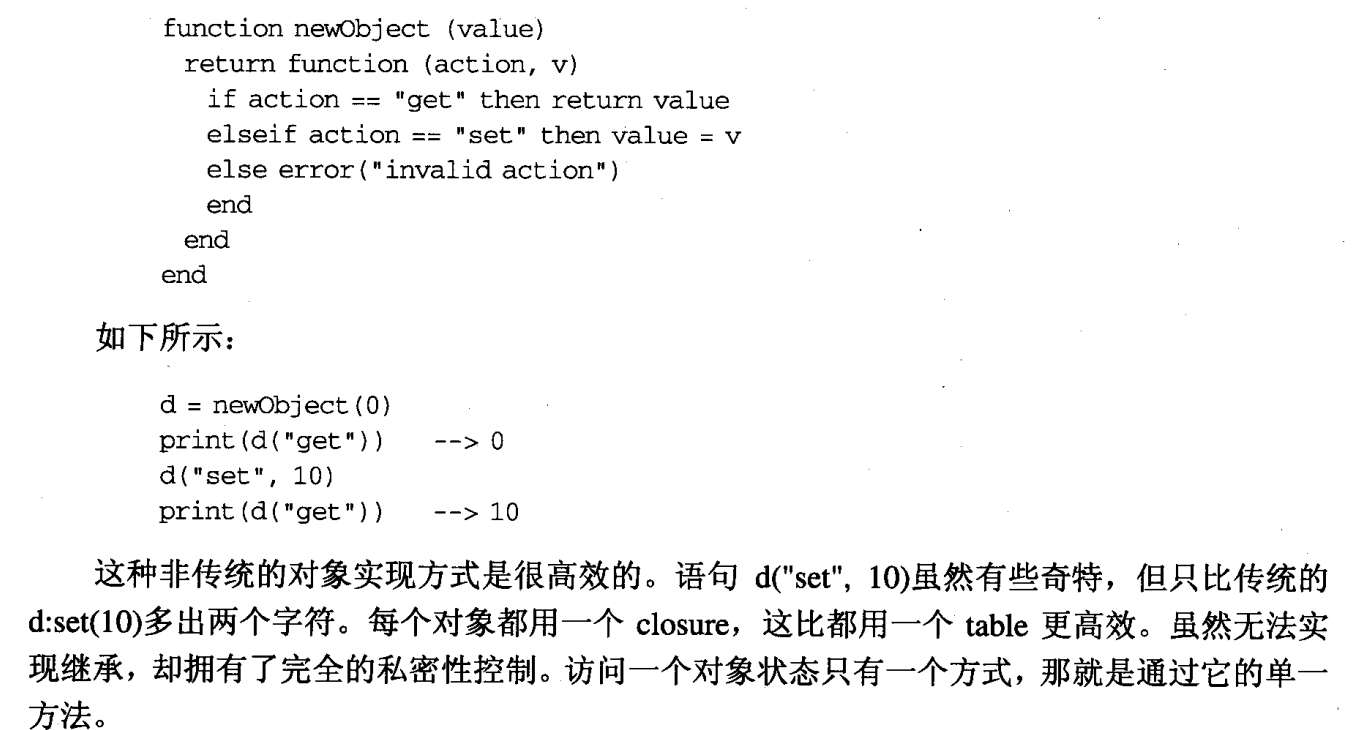 function newObject (value)
  return function (action, v)
    if action == "get" then return value
    elseif action == "set" then value = v
    else error("invalid action")
    end
  end
end
如下所示：
d = newObject(0)
print(d("get"))   --> 0
d("set", 10)
print(d("get"))   --> 10
这种非传统的对象实现方式是很高效的。语句 d("set", 10)虽然有些奇特，但只比传统的
d:set(10)多出两个字符。每个对象都用一个 closure，这比都用一个 table 更高效。虽然无法实
现继承，却拥有了完全的私密性控制。访问一个对象状态只有一个方式，那就是通过它的单一
方法。